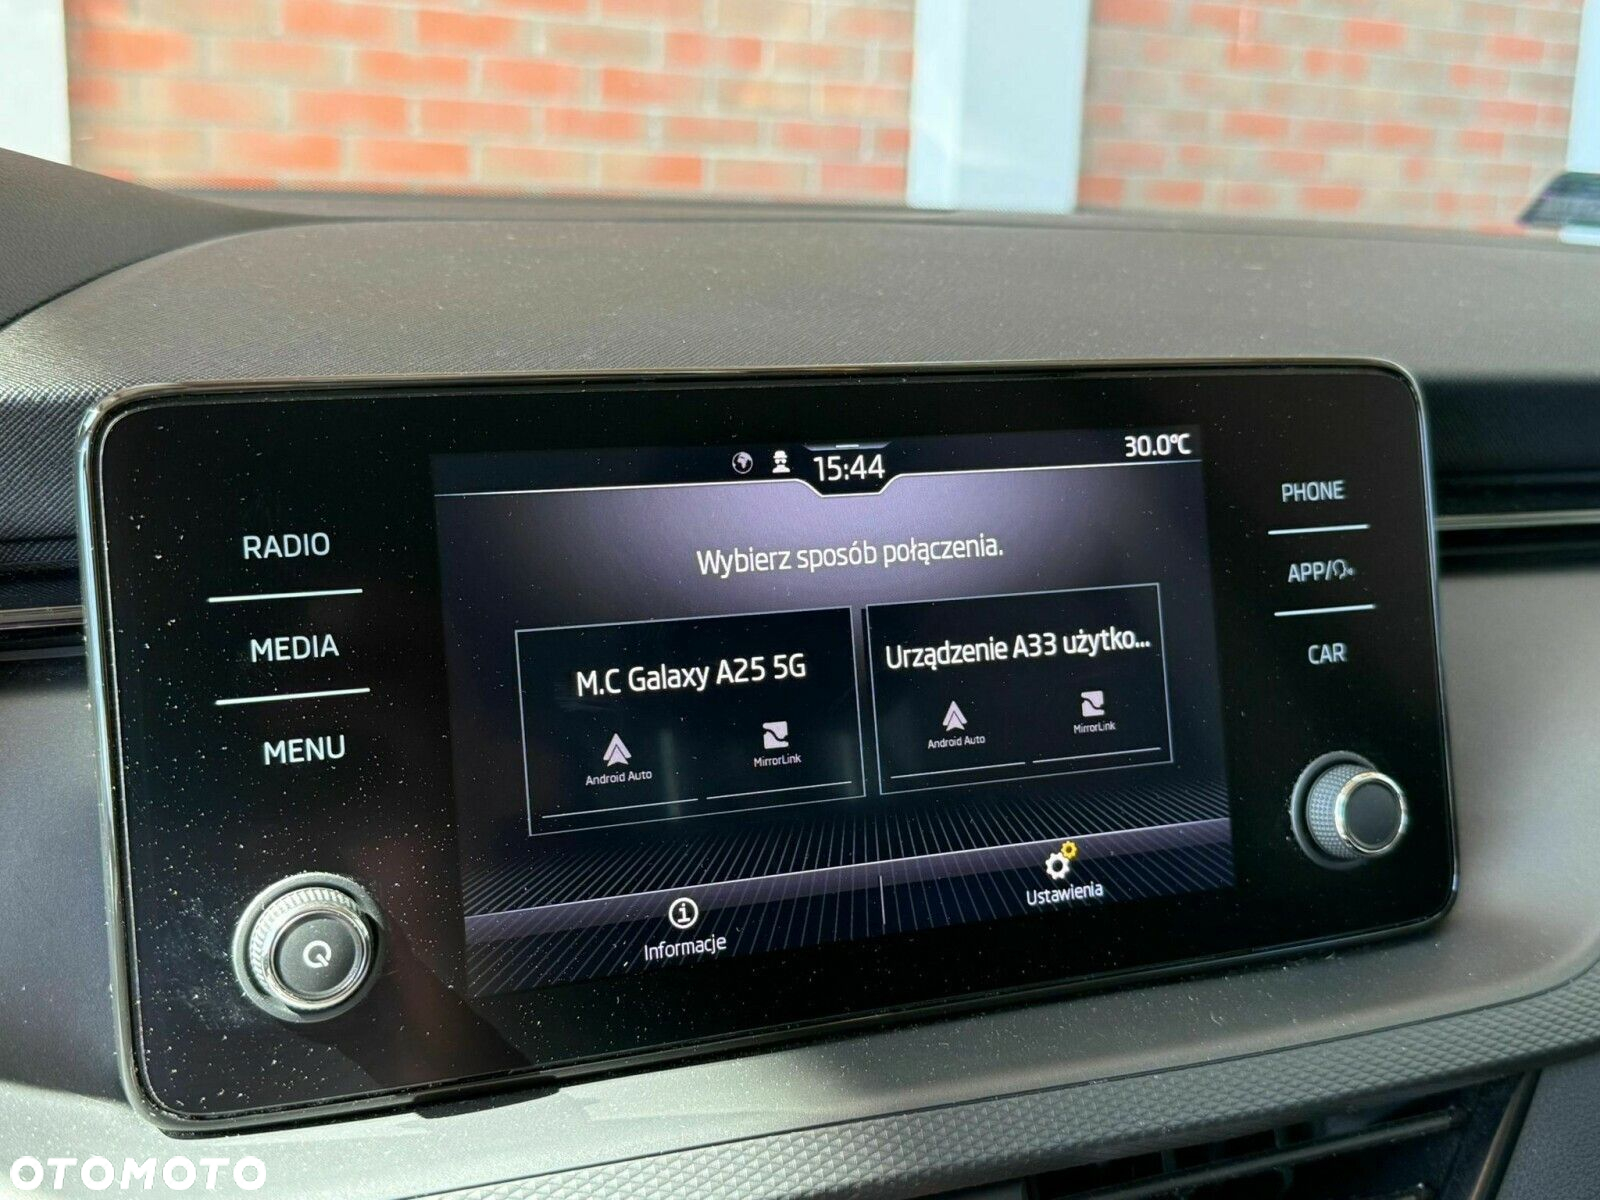 15:44
30.0°C
RADIO
MEDIA
MENU
Wybierz sposób połączenia.
M.C Galaxy A25 5G
Android Auto
MirrorLink
Urządzenie A33 użytko...
Android Auto
MirrorLink
Informacje
Ustawienia
PHONE
APP/
CAR
OTOMOTO